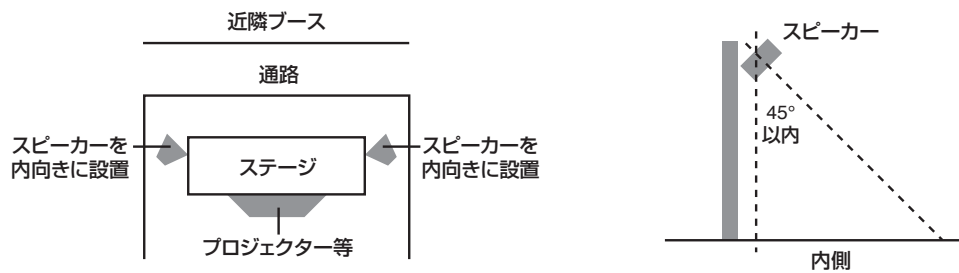 近隣ブース
通路
スピーカーを
内向きに設置
ステージ
スピーカーを
内向きに設置
プロジェクター等
スピーカー
45°
以内
内側